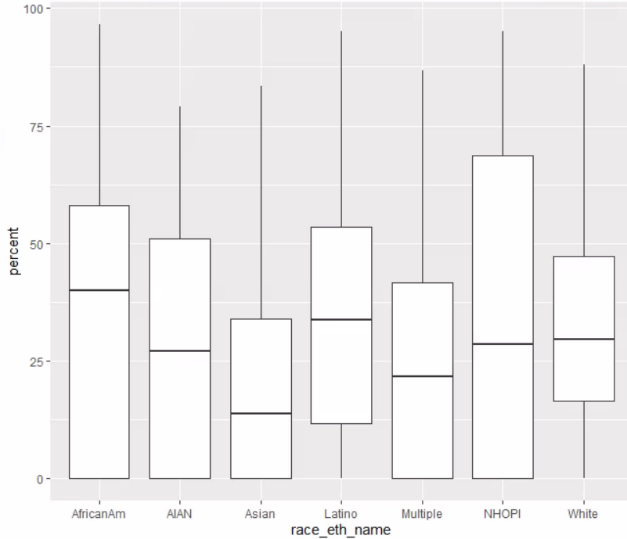 100
75
50
25
0
percent
AfricanAm AIAN Asian Latino Multiple NHOPI White
race_eth_name